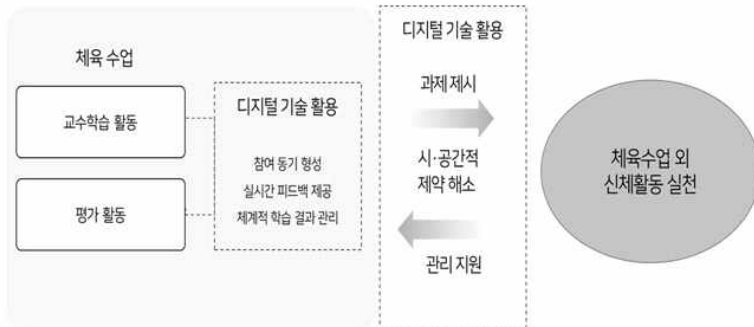 체육 수업
교수학습 활동
평가 활동
디지털 기술 활용
참여 동기 형성
실시간 피드백 제공
체계적 학습 결과 관리
디지털 기술 활용
과제 제시
시·공간적
제약 해소
관리 지원
체육수업 외
신체활동 실천